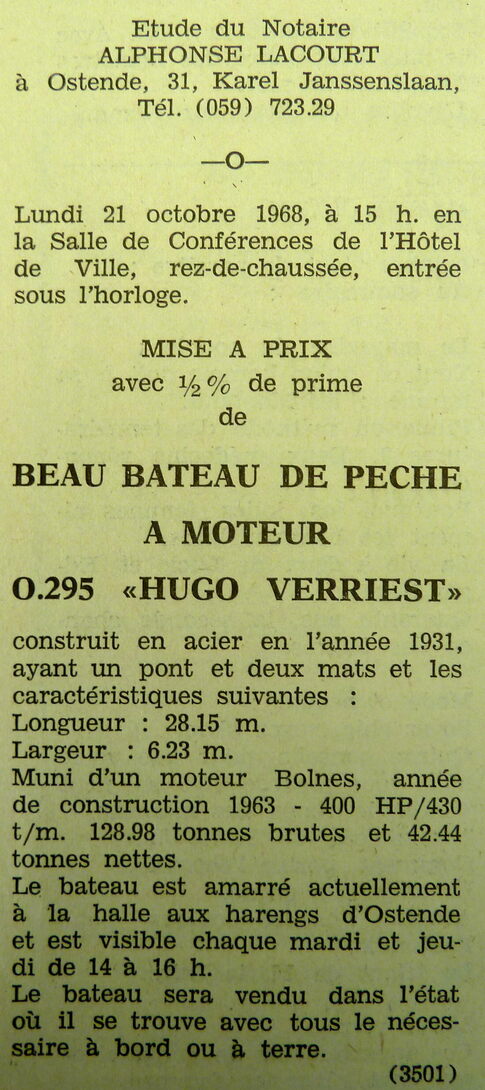 Etude du Notaire
ALPHONSE LACOURT
à Ostende, 31, Karel Janssenslaan,
Tél. (059) 723.29
—O—
Lundi 21 octobre 1968, à 15 h. en
la Salle de Conférences de l'Hôtel
de Ville, rez-de-chaussée, entrée
sous l'horloge.
MISE A PRIX
avec ½% de prime
de
BEAU BATEAU DE PECHE
A MOTEUR
O.295 «HUGO VERRIEST»
construit en acier en l'année 1931,
ayant un pont et deux mats et les
caractéristiques suivantes :
Longueur : 28.15 m.
Largeur : 6.23 m.
Muni d'un moteur Bolnes, année
de construction 1963 - 400 HP/430
t/m. 128.98 tonnes brutes et 42.44
tonnes nettes.
Le bateau est amarré actuellement
à la halle aux harengs d'Ostende
et est visible chaque mardi et jeu-
di de 14 à 16 h.
Le bateau sera vendu dans l'état
où il se trouve avec tous le néces-
saire à bord ou à terre.
(3501)